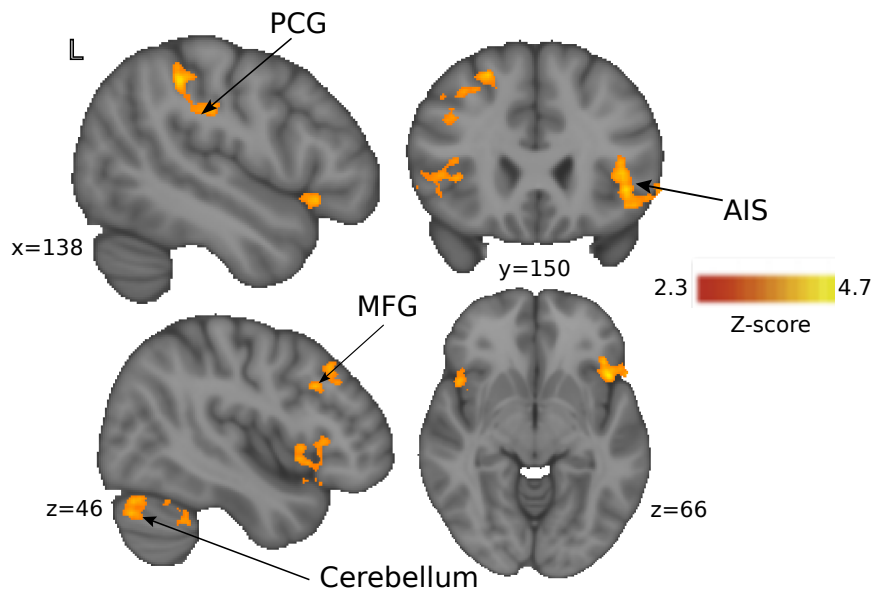 PCG
L
AIS
x=138
y=150
2.3
4.7
Z-score
MFG
z=46
z=66
Cerebellum